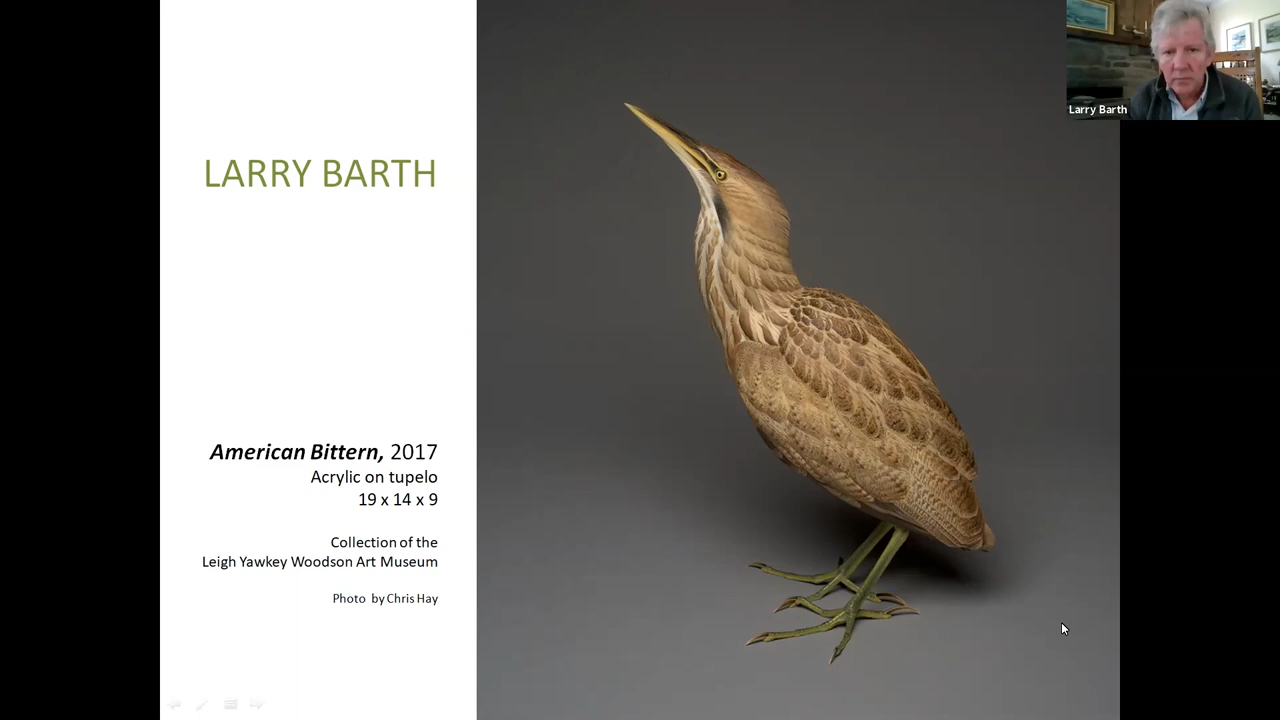 LARRY BARTH
American Bittern, 2017
Acrylic on tupelo
19 x 14 x 9
Collection of the
Leigh Yawkey Woodson Art Museum
Photo by Chris Hay
Larry Barth